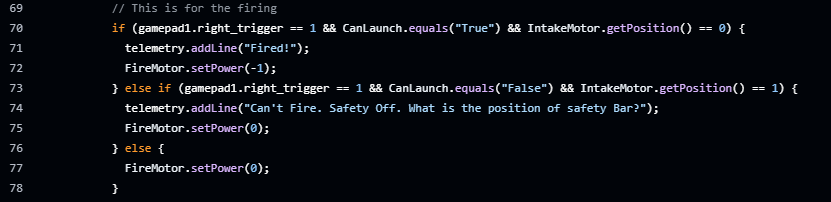 69 // This is for the firing
70 if (gamepad1.right_trigger == 1 && CanLaunch.equals("True") && IntakeMotor.getPosition() == 0) {
71 telemetry.addLine("Fired!");
72 FireMotor.setPower(-1);
73 } else if (gamepad1.right_trigger == 1 && CanLaunch.equals("False") && IntakeMotor.getPosition() == 1) {
74 telemetry.addLine("Can't Fire. Safety Off. What is the position of safety Bar?");
75 FireMotor.setPower(0);
76 } else {
77 FireMotor.setPower(0);
78 }